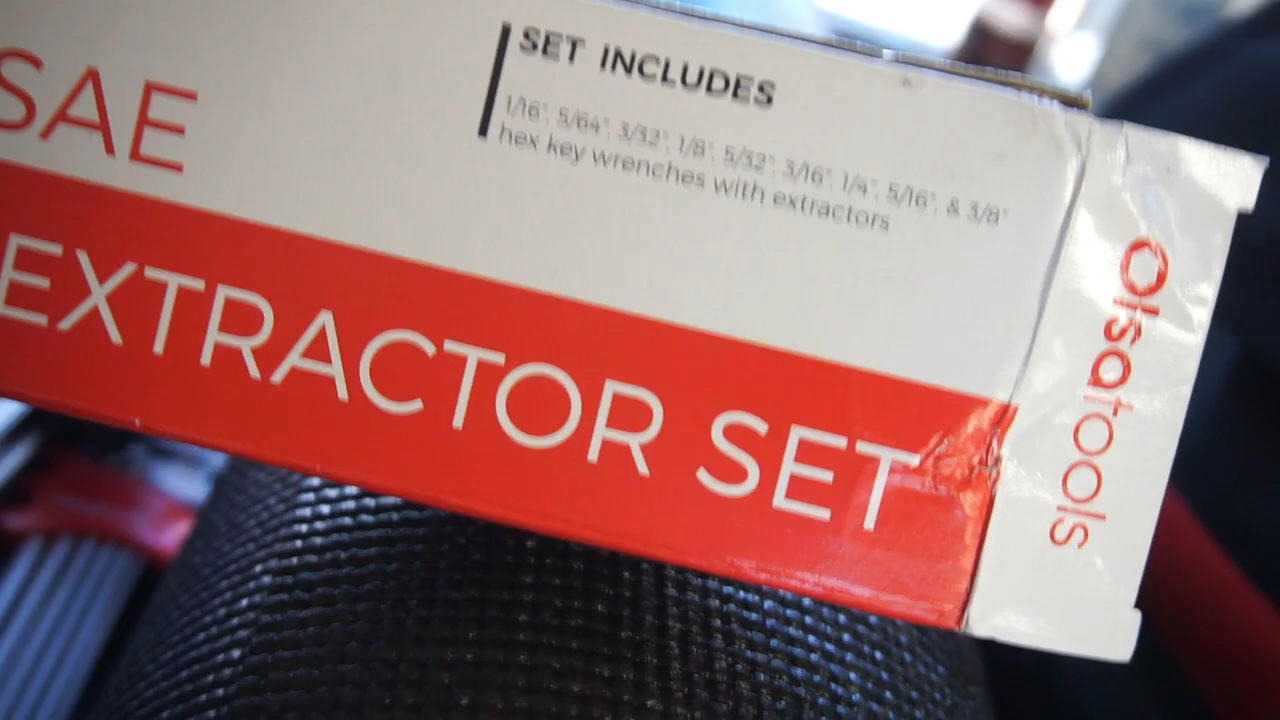 SAE
SET INCLUDES
1/16", 5/64", 3/32", 1/8", 5/32", 3/16", 1/4", 5/16", & 3/8"
hex key wrenches with extractors
EXTRACTOR SET
Olsatools